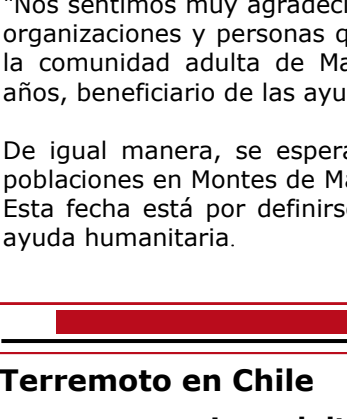 "Nos sentimos muy agradeci
organizaciones y personas q
la comunidad adulta de Ma
años, beneficiario de las ayu
De igual manera, se espera
poblaciones en Montes de Ma
Esta fecha está por definirs
ayuda humanitaria.
Terremoto en Chile